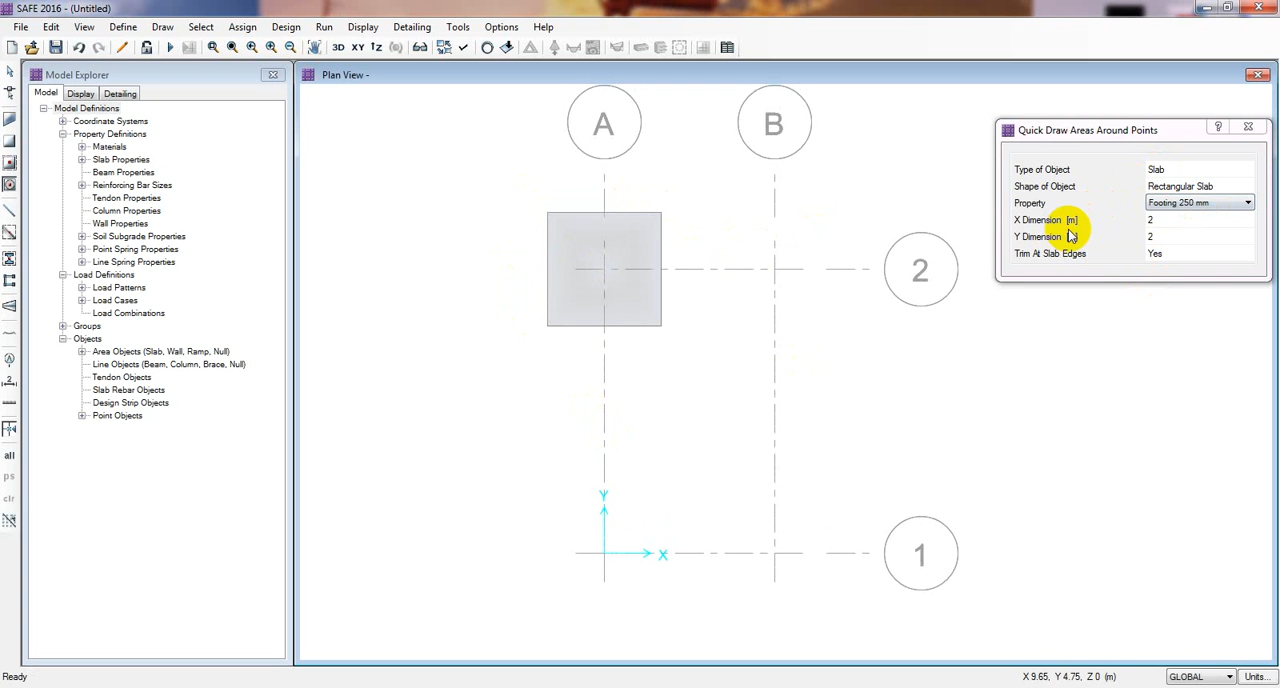 SAFE 2016 - (Untitled)
File Edit View Define Draw Select Assign Design Run Display Detailing Tools Options Help
3D XY
Model Explorer
Model Display Detailing
Model Definitions
Coordinate Systems
Property Definitions
Materials
Slab Properties
Beam Properties
Reinforcing Bar Sizes
Tendon Properties
Column Properties
Wall Properties
Soil Subgrade Properties
Point Spring Properties
Line Spring Properties
Load Definitions
Load Patterns
Load Cases
Load Combinations
Groups
Objects
Area Objects (Slab, Wall, Ramp, Null)
Line Objects (Beam, Column, Brace, Null)
Tendon Objects
Slab Rebar Objects
Design Strip Objects
Point Objects
all
ps
clr
Plan View -
A B
2
Y
X
1
Quick Draw Areas Around Points ?
Type of Object Slab
Shape of Object Rectangular Slab
Property Footing 250 mm
X Dimension [m] 2
Y Dimension 2
Trim At Slab Edges Yes
Ready X 9.65, Y 4.75, Z 0 (m) GLOBAL Units...